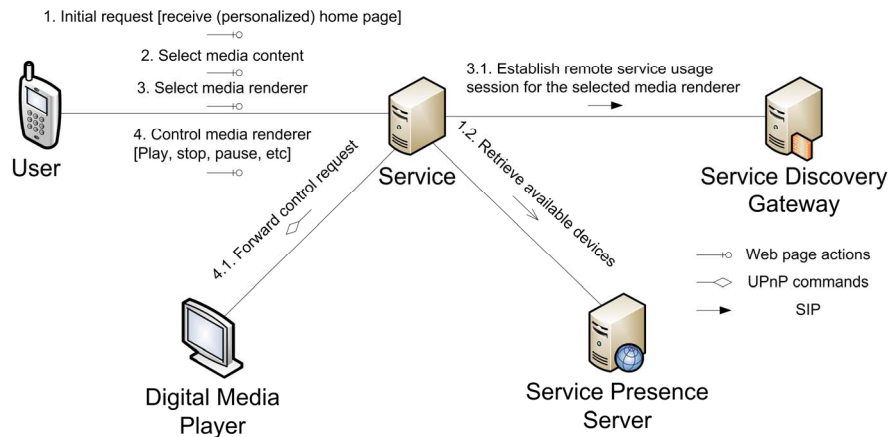 1. Initial request [receive (personalized) home page]
2. Select media content
3. Select media renderer
4. Control media renderer
[Play, stop, pause, etc]
User
Service
3.1. Establish remote service usage
session for the selected media renderer
Service Discovery
Gateway
1.2. Retrieve available
devices
4.1. Forward control request
Web page actions
UPnP commands
SIP
Digital Media
Player
Service Presence
Server